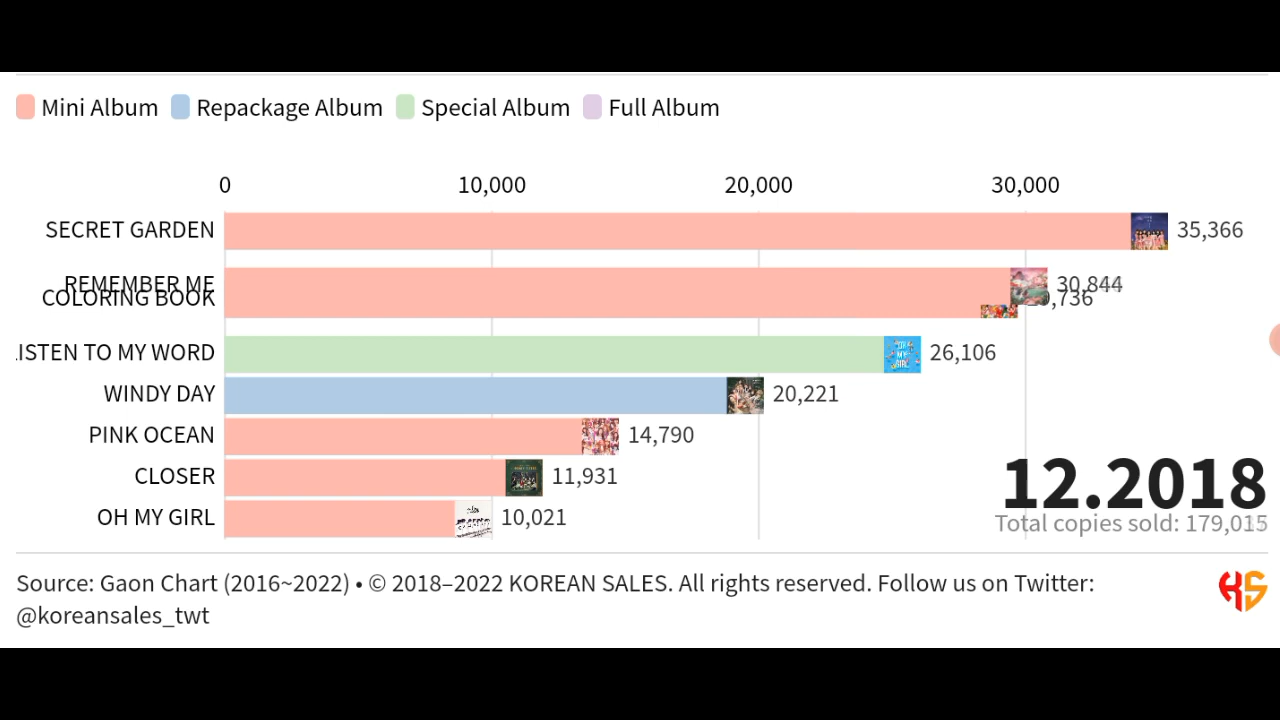 Mini Album Repackage Album Special Album Full Album
0 10,000 20,000 30,000
SECRET GARDEN 35,366
REMEMBER ME 30,844
COLORING BOOK ,736
LISTEN TO MY WORD 26,106
WINDY DAY 20,221
PINK OCEAN 14,790
CLOSER 11,931
OH MY GIRL 10,021
12.2018
Total copies sold: 179,015
Source: Gaon Chart (2016~2022) • © 2018–2022 KOREAN SALES. All rights reserved. Follow us on Twitter:
@koreansales_twt
KS